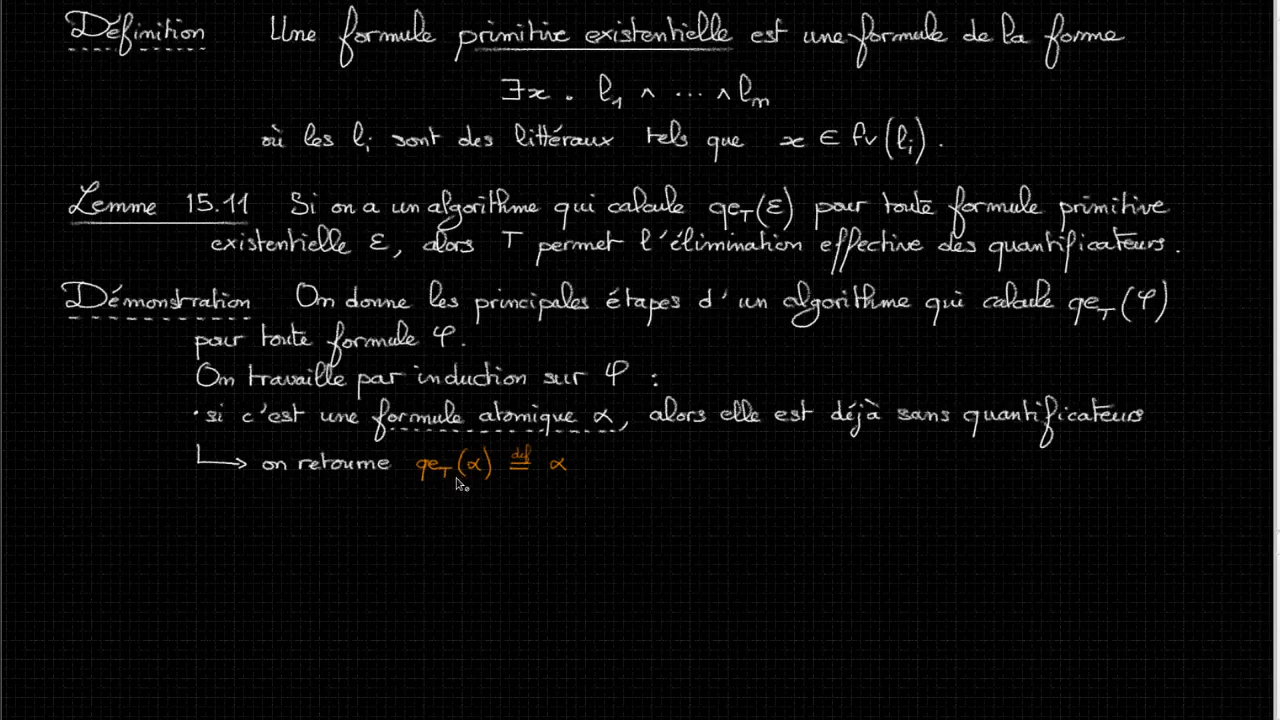 Définition Une formule primitive existentielle est une formule de la forme
∃x . l₁ ∧ ... ∧ lₘ
où les lᵢ sont des littéraux tels que x ∈ fv(lᵢ).
Lemme 15.11 Si on a un algorithme qui calcule qe_T(ε) pour toute formule primitive
existentielle ε, alors T permet l'élimination effective des quantificateurs.
Démonstration On donne les principales étapes d'un algorithme qui calcule qe_T(φ)
pour toute formule φ.
On travaille par induction sur φ :
• si c'est une formule atomique α, alors elle est déjà sans quantificateurs
↳ on retourne qe_T(α) ≝ α